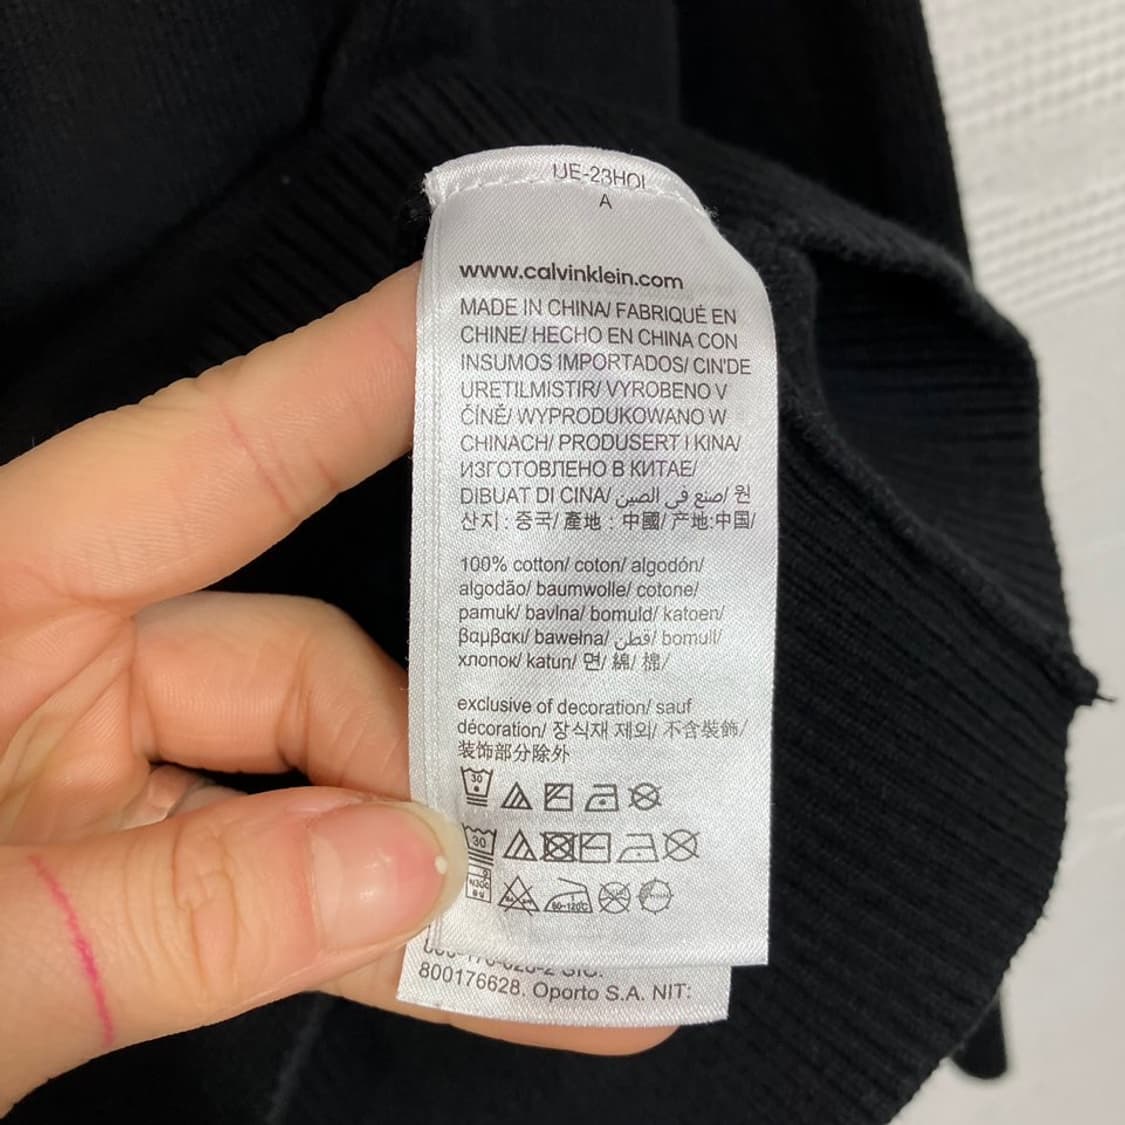 UE-23HOL
A
www.calvinklein.com
MADE IN CHINA/ FABRIQUÉ EN
CHINE/ HECHO EN CHINA CON
INSUMOS IMPORTADOS/ CIN'DE
URETILMISTIR/ VYROBENO V
ČÍNĚ/ WYPRODUKOWANO W
CHINACH/ PRODUSERT I KINA/
ИЗГОТОВЛЕНО В КИТАЕ/
DIBUAT DI CINA/ صنع في الصين/ 원
산지 : 중국/ 產地 : 中國/ 产地:中国/
100% cotton/ coton/ algodón/
algodão/ baumwolle/ cotone/
pamuk/ bavlna/ bomuld/ katoen/
βαμβακι/ bawełna/ قطن/ bomull/
хлопок/ katun/ 면/ 綿/ 棉/
exclusive of decoration/ sauf
décoration/ 장식재 제외/ 不含裝飾/
装饰部分除外
30
30
60~120℃
800176628. Oporto S.A. NIT: